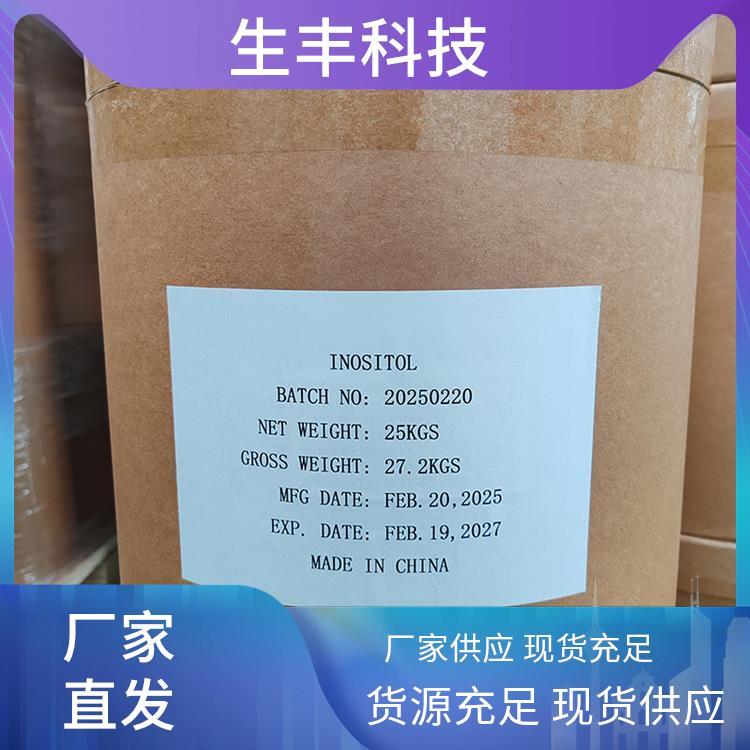 生丰科技
INOSITOL
BATCH NO: 20250220
NET WEIGHT: 25KGS
GROSS WEIGHT: 27.2KGS
MFG DATE: FEB.20,2025
EXP. DATE: FEB.19,2027
MADE IN CHINA
厂家
直发
厂家供应 现货充足
货源充足 现货供应